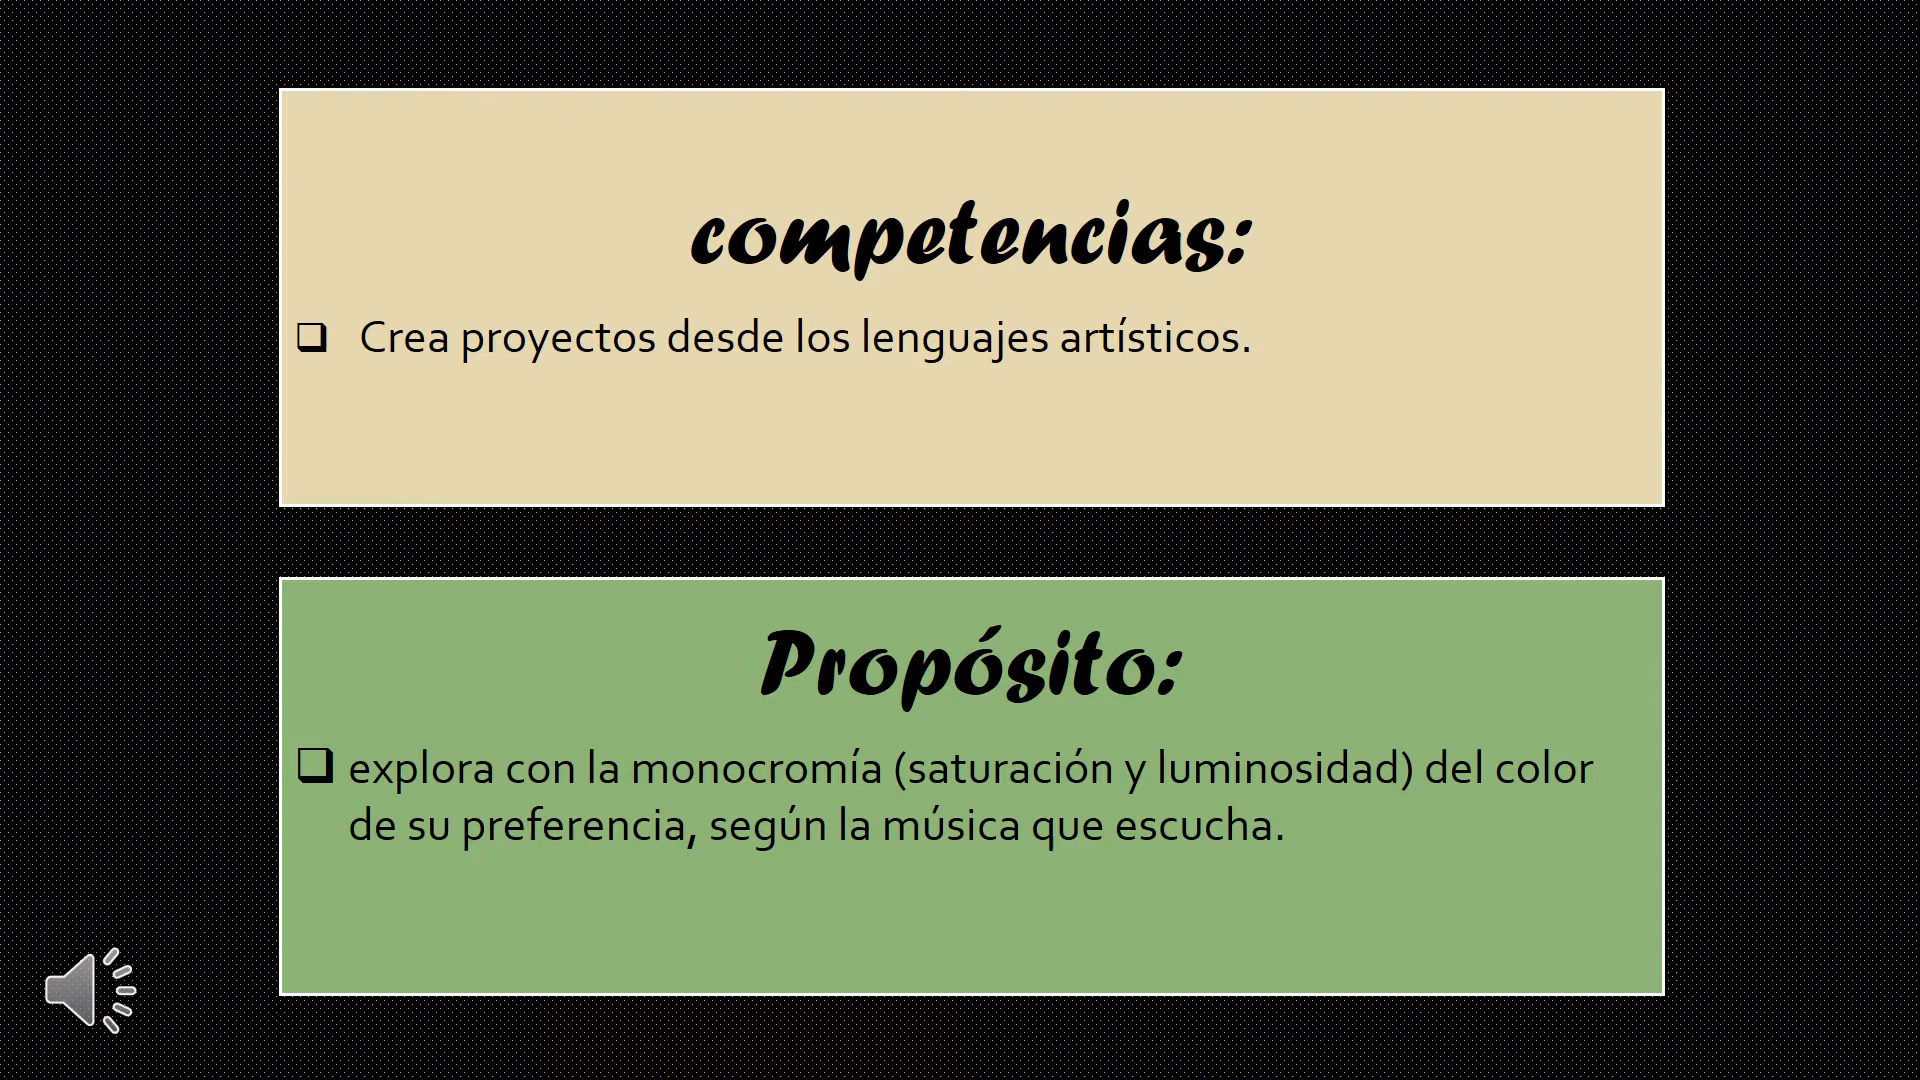 competencias:
Crea proyectos desde los lenguajes artísticos.
Propósito:
explora con la monocromía (saturación y luminosidad) del color
de su preferencia, según la música que escucha.